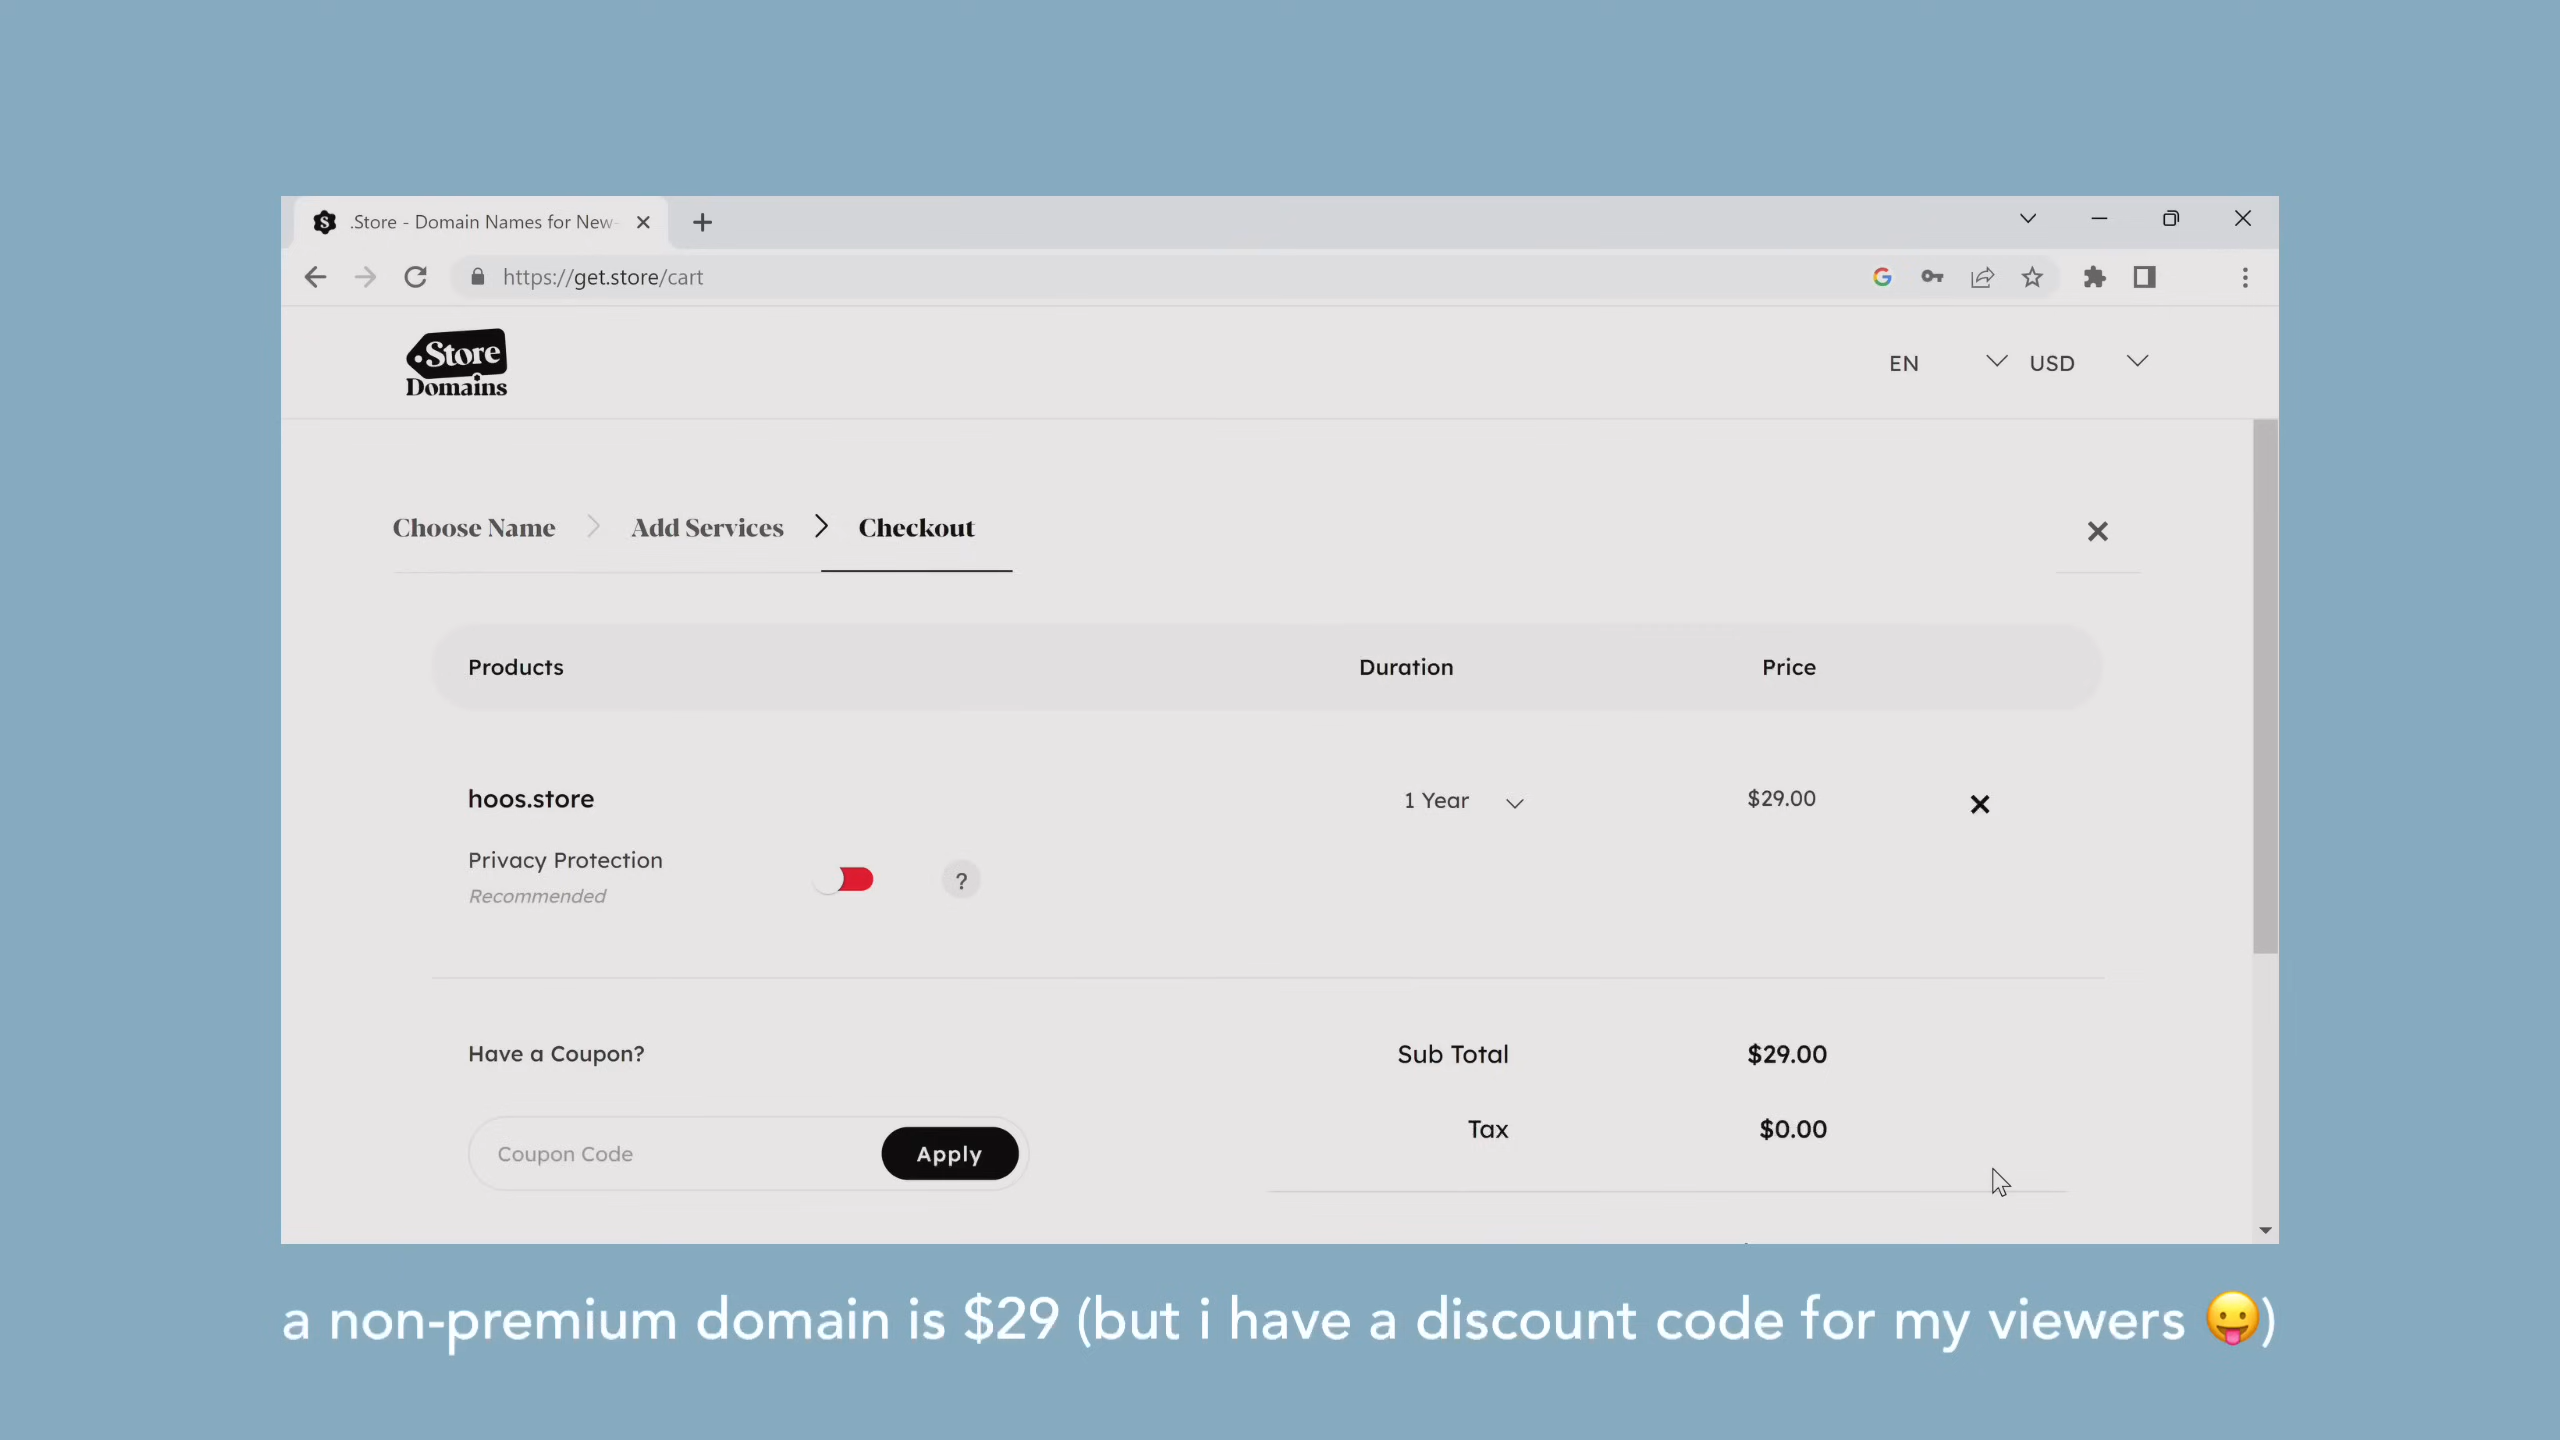 .Store - Domain Names for New-
https://get.store/cart
.Store
Domains
EN
USD
Choose Name
Add Services
Checkout
Products
Duration
Price
hoos.store
1 Year
$29.00
Privacy Protection
Recommended
?
Have a Coupon?
Sub Total
$29.00
Tax
$0.00
Coupon Code
Apply
a non-premium domain is $29 (but i have a discount code for my viewers 😛)